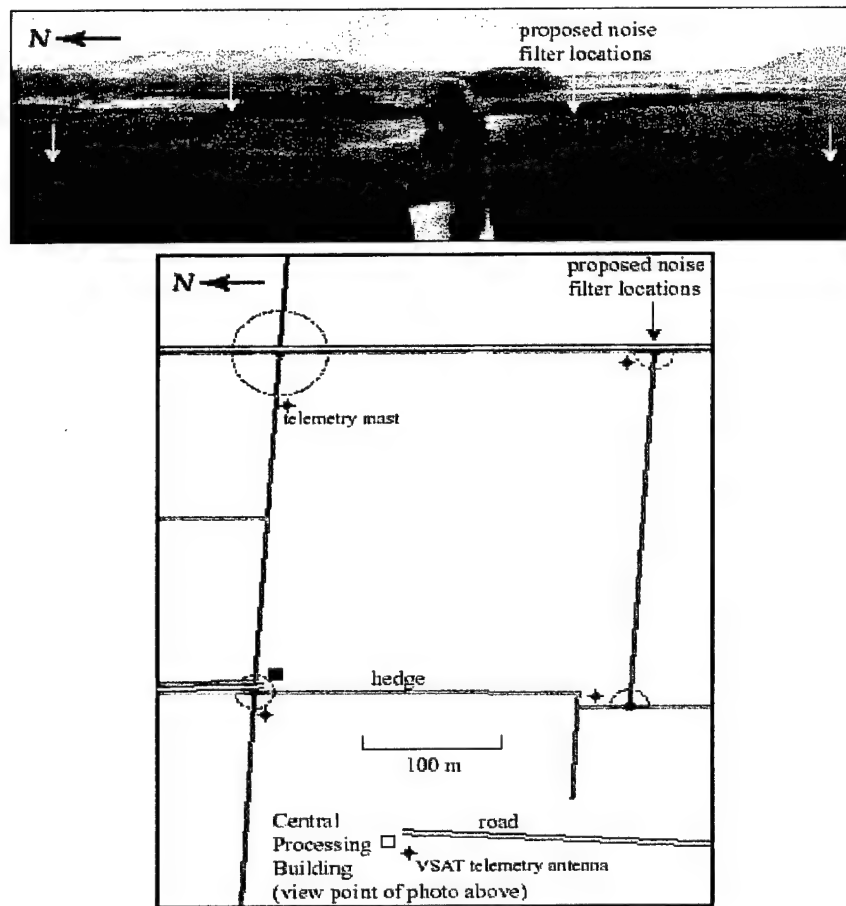 N
proposed noise
filter locations
N
proposed noise
filter locations
telemetry mast
hedge
100 m
road
Central
Processing
Building
(view point of photo above)
VSAT telemetry antenna